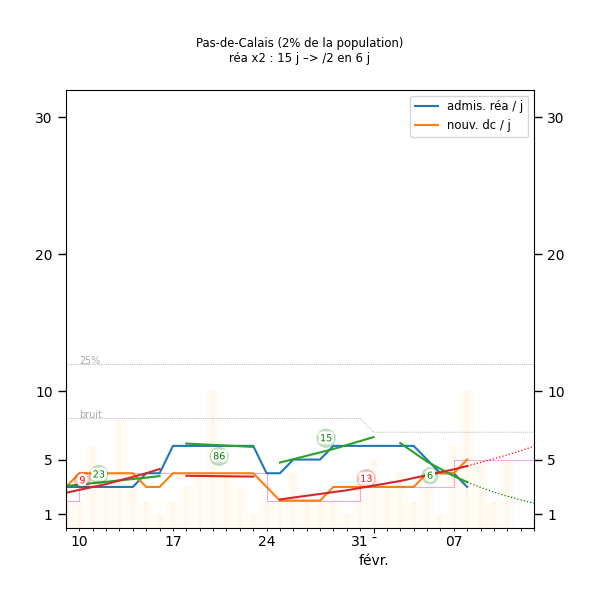 Pas-de-Calais (2% de la population)
réa x2 : 15 j –> /2 en 6 j
admis. réa / j
nouv. dc / j
30 30
20 20
25%
10 10
bruit
15
86
5 5
9 23 13 6
1 1
10 17 24 31 - 07
févr.